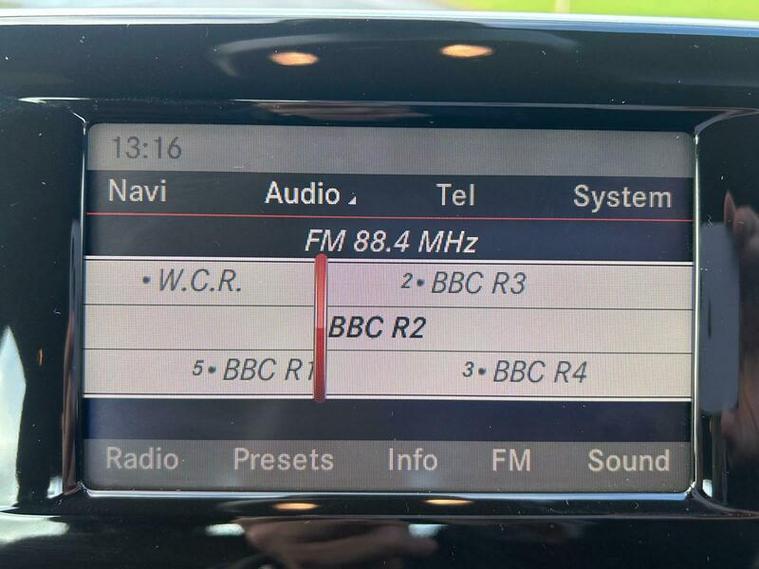 13:16
Navi Audio Tel System
FM 88.4 MHz
• W.C.R. 2• BBC R3
BBC R2
5• BBC R1 3• BBC R4
Radio Presets Info FM Sound